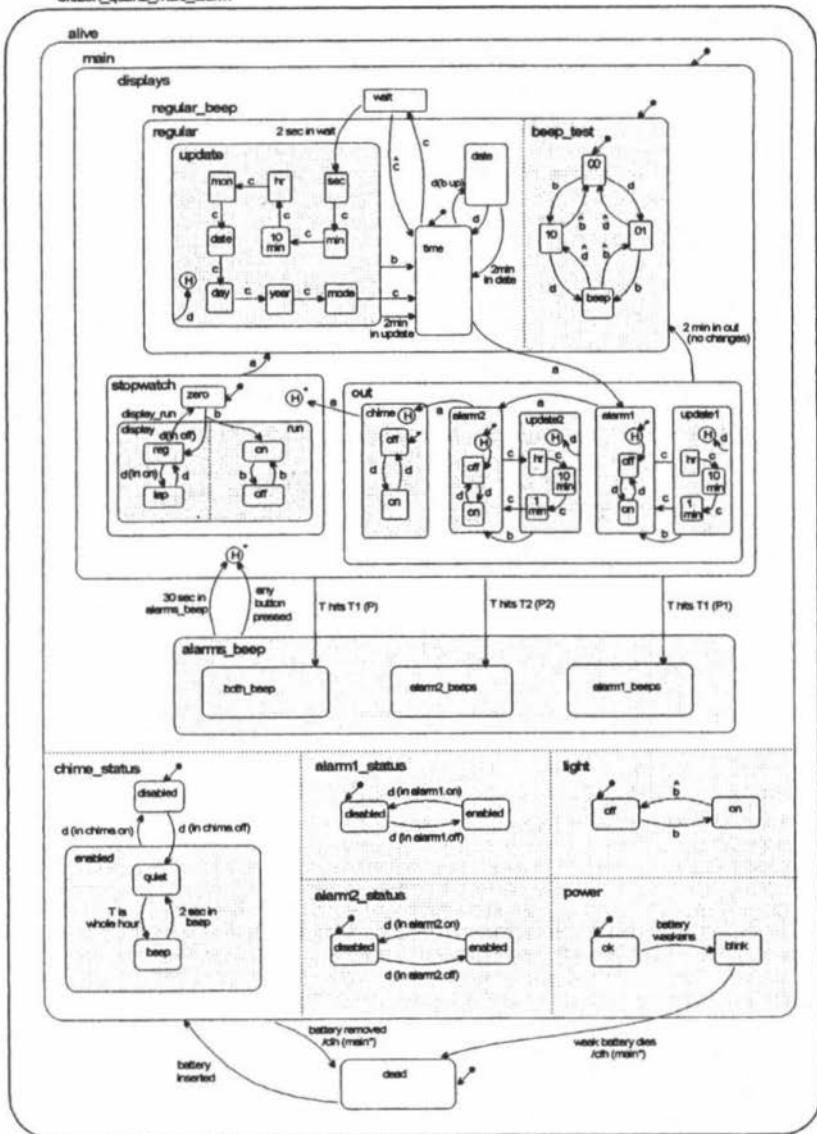 alive
main
displays
regular_beep
wait
regular
2 sec in wait
beep_test
update
c
ĉ
c
date
00
mon
c
hr
sec
d(b up)
d
b
d
c
c
c
b̂
d̂
date
10
min
c
min
time
10
01
c
2min
in date
d̂
b̂
H
d
day
c
year
c
mode
b
c
d
beep
b
2min
in update
2 min in out
(no changes)
a
a
stopwatch
zero
H*
a
out
a
a
display_run
b
chime
H
alarm2
update2
alarm1
update1
display
d(in off)
run
off
H
H
d
H
H
d
reg
on
d
d
off
c
hr
c
off
c
hr
c
d(in on)
d
b
b
d
d
10
min
d
d
10
min
lap
off
on
on
c
1
min
c
on
c
1
min
c
b
b
H*
30 sec in
alarms_beep
any
button
pressed
T hits T1 (P)
T hits T2 (P2)
T hits T1 (P1)
alarms_beep
both_beep
alarm2_beeps
alarm1_beeps
chime_status
alarm1_status
light
disabled
d (in alarm1.on)
b̂
disabled
enabled
off
on
d (in chime.on)
d (in chime.off)
d (in alarm1.off)
b
enabled
quiet
alarm2_status
power
T is
whole hour
2 sec in
beep
d (in alarm2.on)
battery
weakens
disabled
enabled
ok
blink
beep
d (in alarm2.off)
battery removed
/clh (main*)
weak battery dies
/clh (main*)
battery
inserted
dead